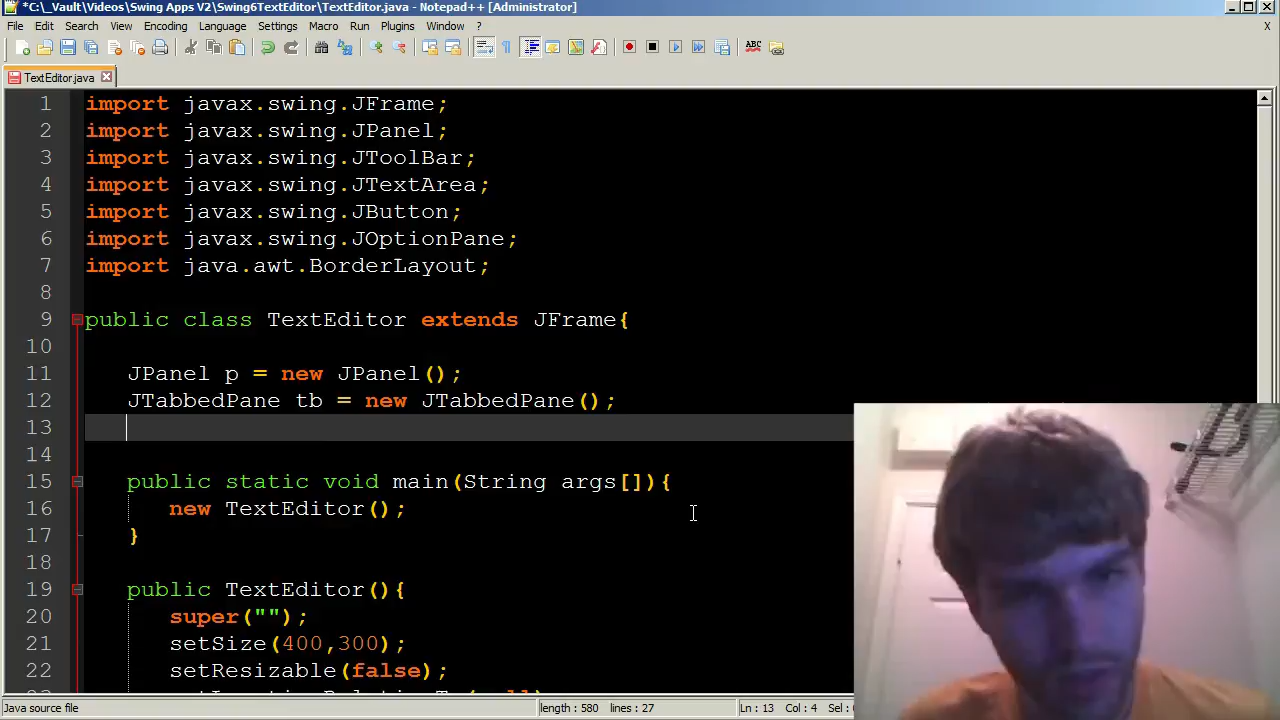 *C:\_Vault\Videos\Swing Apps V2\Swing6TextEditor\TextEditor.java - Notepad++ [Administrator]
File Edit Search View Encoding Language Settings Macro Run Plugins Window ? X
ABC
TextEditor.java
1 import javax.swing.JFrame;
2 import javax.swing.JPanel;
3 import javax.swing.JToolBar;
4 import javax.swing.JTextArea;
5 import javax.swing.JButton;
6 import javax.swing.JOptionPane;
7 import java.awt.BorderLayout;
8
9 public class TextEditor extends JFrame{
10
11 JPanel p = new JPanel();
12 JTabbedPane tb = new JTabbedPane();
13
14
15 public static void main(String args[]){
16 new TextEditor();
17 }
18
19 public TextEditor(){
20 super("");
21 setSize(400,300);
22 setResizable(false);
Java source file length : 580 lines : 27 Ln : 13 Col : 4 Sel :